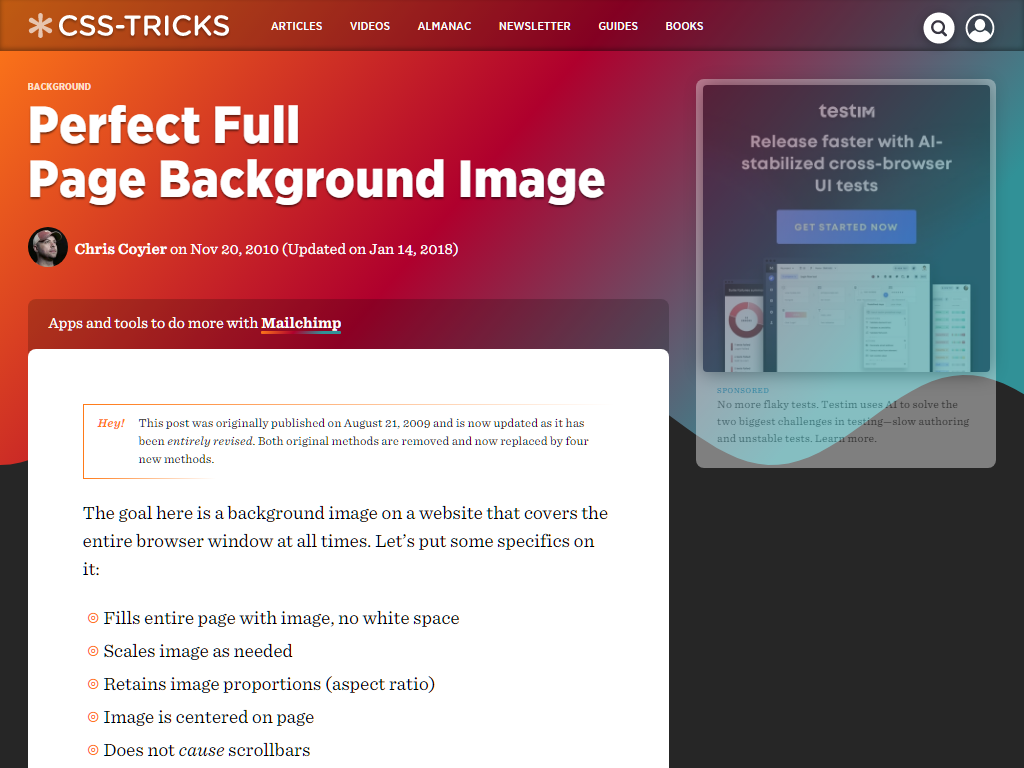 CSS-TRICKS
ARTICLES VIDEOS ALMANAC NEWSLETTER GUIDES BOOKS
BACKGROUND
Perfect Full
Page Background Image
Chris Coyier on Nov 20, 2010 (Updated on Jan 14, 2018)
Apps and tools to do more with Mailchimp
Hey! This post was originally published on August 21, 2009 and is now updated as it has
been entirely revised. Both original methods are removed and now replaced by four
new methods.
The goal here is a background image on a website that covers the
entire browser window at all times. Let’s put some specifics on
it:
Fills entire page with image, no white space
Scales image as needed
Retains image proportions (aspect ratio)
Image is centered on page
Does not cause scrollbars
testim
Release faster with AI-
stabilized cross-browser
UI tests
GET STARTED NOW
SPONSORED
No more flaky tests. Testim uses AI to solve the
two biggest challenges in testing—slow authoring
and unstable tests. Learn more.